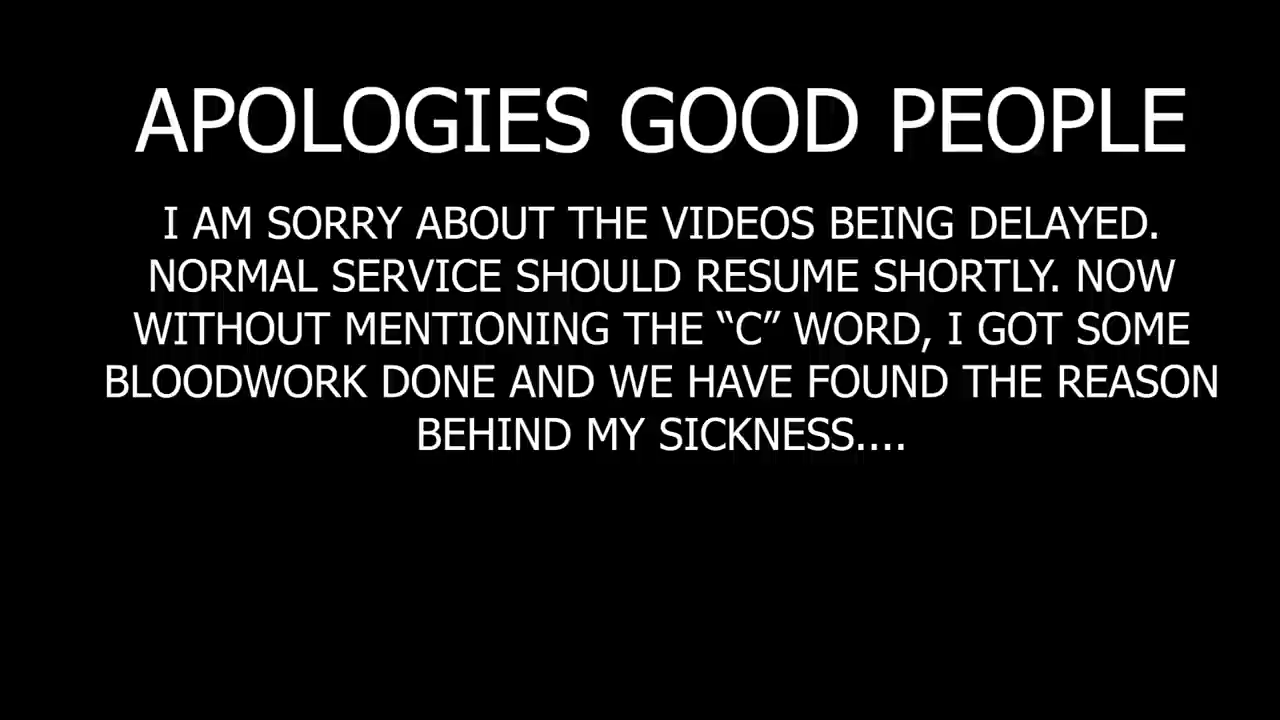 APOLOGIES GOOD PEOPLE
I AM SORRY ABOUT THE VIDEOS BEING DELAYED.
NORMAL SERVICE SHOULD RESUME SHORTLY. NOW
WITHOUT MENTIONING THE “C” WORD, I GOT SOME
BLOODWORK DONE AND WE HAVE FOUND THE REASON
BEHIND MY SICKNESS....